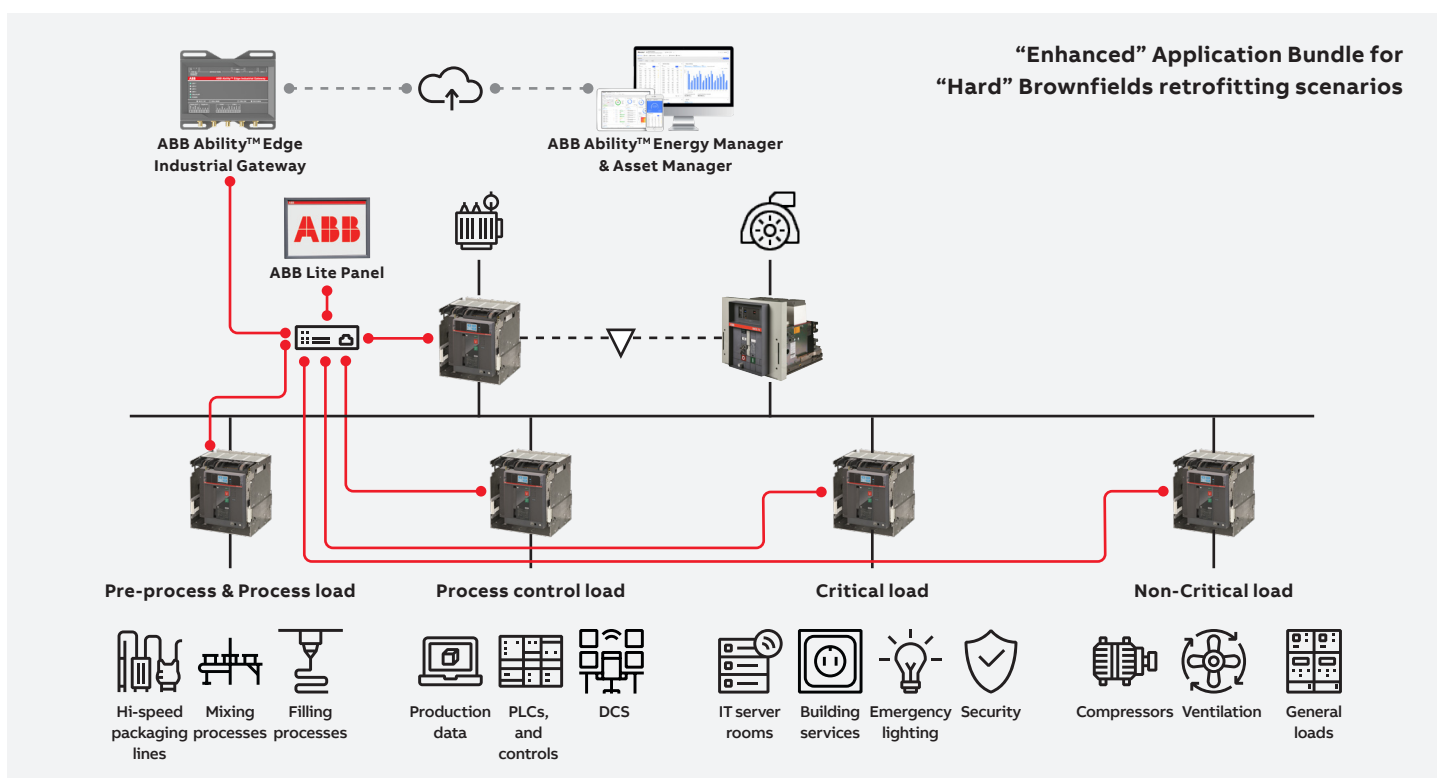 “Enhanced” Application Bundle for
“Hard” Brownfields retrofitting scenarios
ABB Ability™ Edge
Industrial Gateway
ABB Ability™ Energy Manager
& Asset Manager
ABB
ABB Lite Panel
Pre-process & Process load
Process control load
Critical load
Non-Critical load
Hi-speed
packaging
lines
Mixing
processes
Filling
processes
Production
data
PLCs,
and
controls
DCS
IT server
rooms
Building
services
Emergency
lighting
Security
Compressors
Ventilation
General
loads